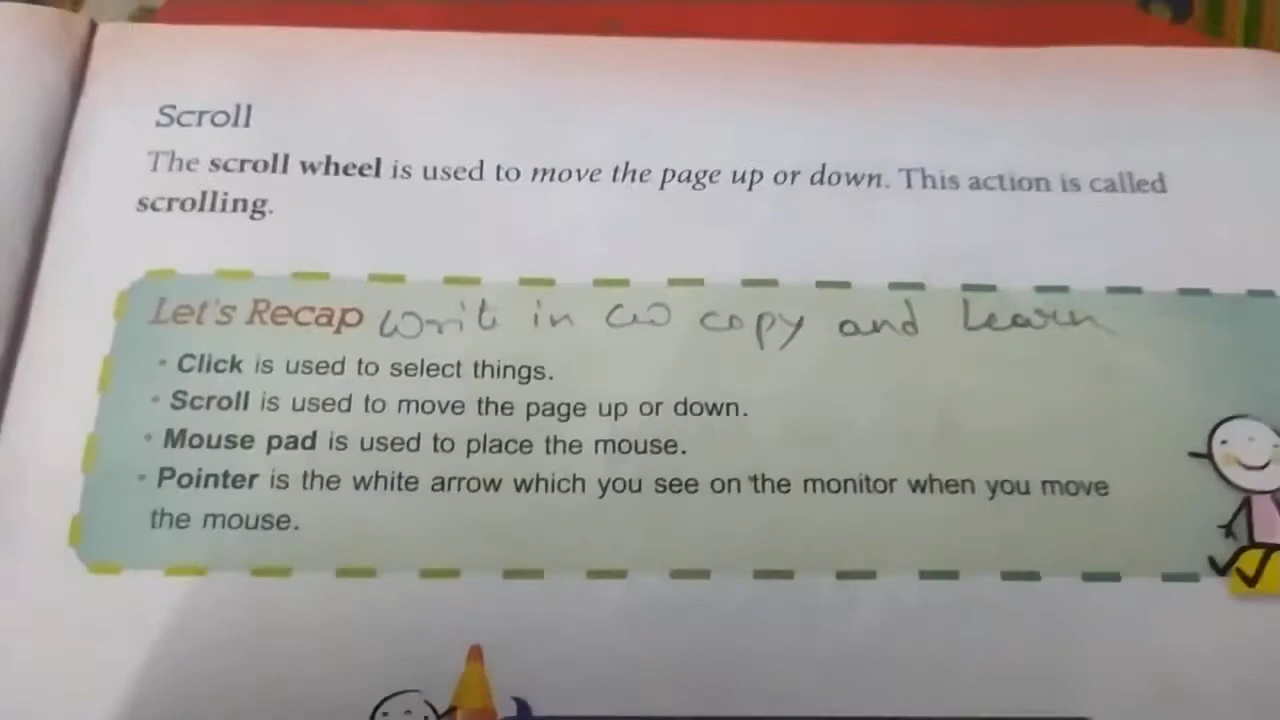 Scroll
The scroll wheel is used to move the page up or down. This action is called
scrolling.
Let's Recap Writ in CW copy and Learn
• Click is used to select things.
• Scroll is used to move the page up or down.
• Mouse pad is used to place the mouse.
• Pointer is the white arrow which you see on the monitor when you move
the mouse.